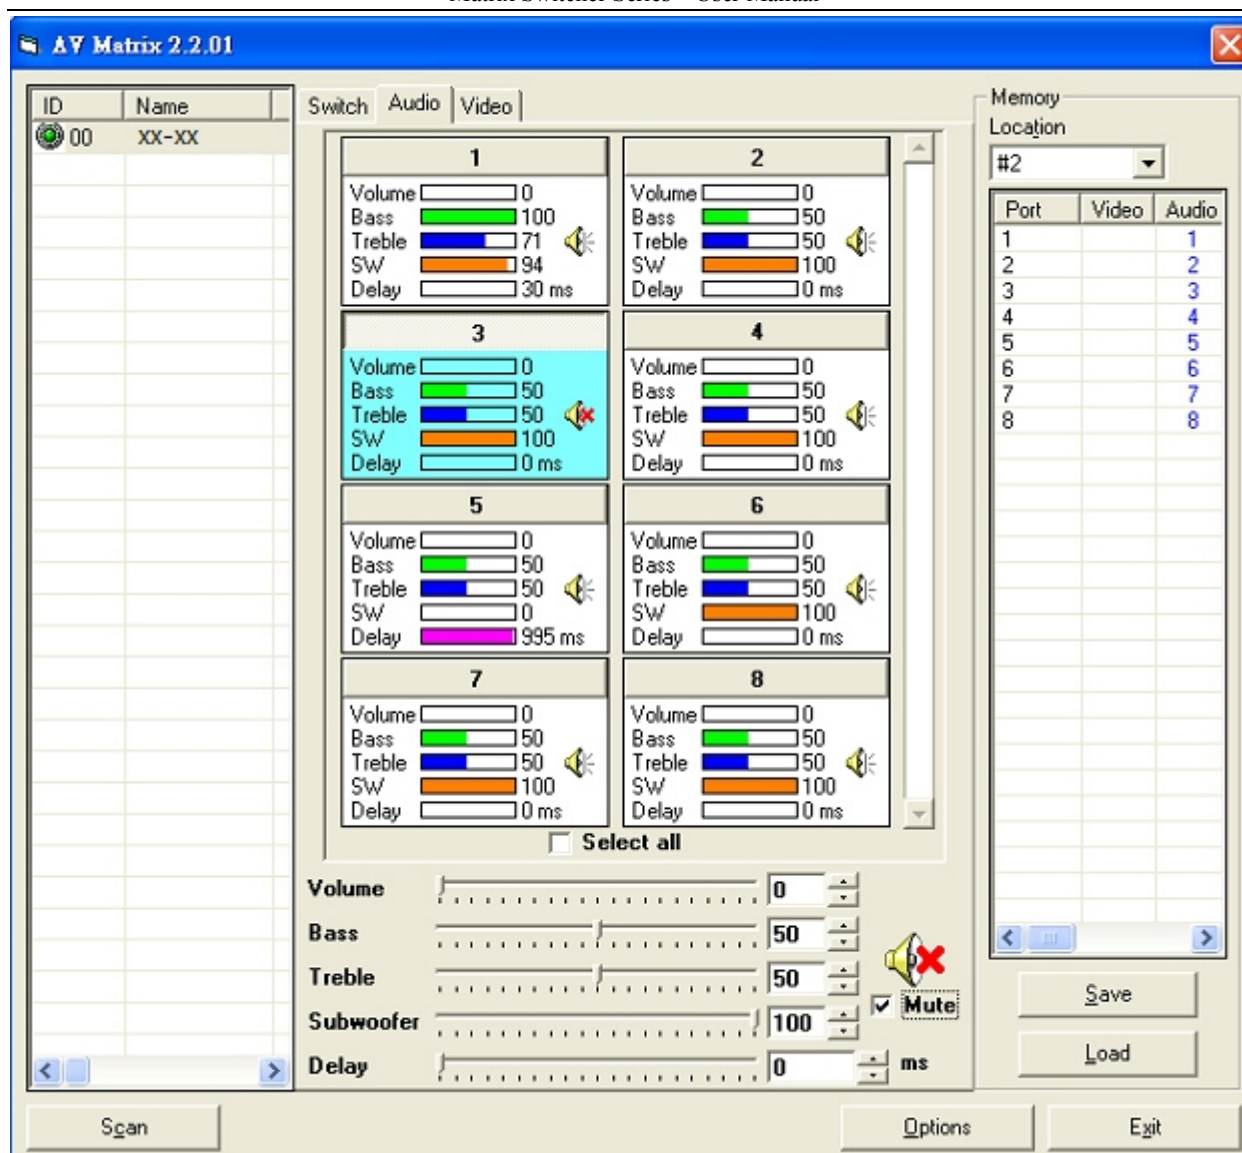 Matrix Switcher Series – User Manual
AV Matrix 2.2.01
ID Name
00 XX-XX
Switch Audio Video
1
Volume 0
Bass 100
Treble 71
SW 94
Delay 30 ms
2
Volume 0
Bass 50
Treble 50
SW 100
Delay 0 ms
3
Volume 0
Bass 50
Treble 50
SW 100
Delay 0 ms
4
Volume 0
Bass 50
Treble 50
SW 100
Delay 0 ms
5
Volume 0
Bass 50
Treble 50
SW 0
Delay 995 ms
6
Volume 0
Bass 50
Treble 50
SW 100
Delay 0 ms
7
Volume 0
Bass 50
Treble 50
SW 100
Delay 0 ms
8
Volume 0
Bass 50
Treble 50
SW 100
Delay 0 ms
Select all
Volume 0
Bass 50
Treble 50
Subwoofer 100
Delay 0 ms
Mute
Memory
Location
#2
Port Video Audio
1 1
2 2
3 3
4 4
5 5
6 6
7 7
8 8
Save
Load
Scan
Options
Exit